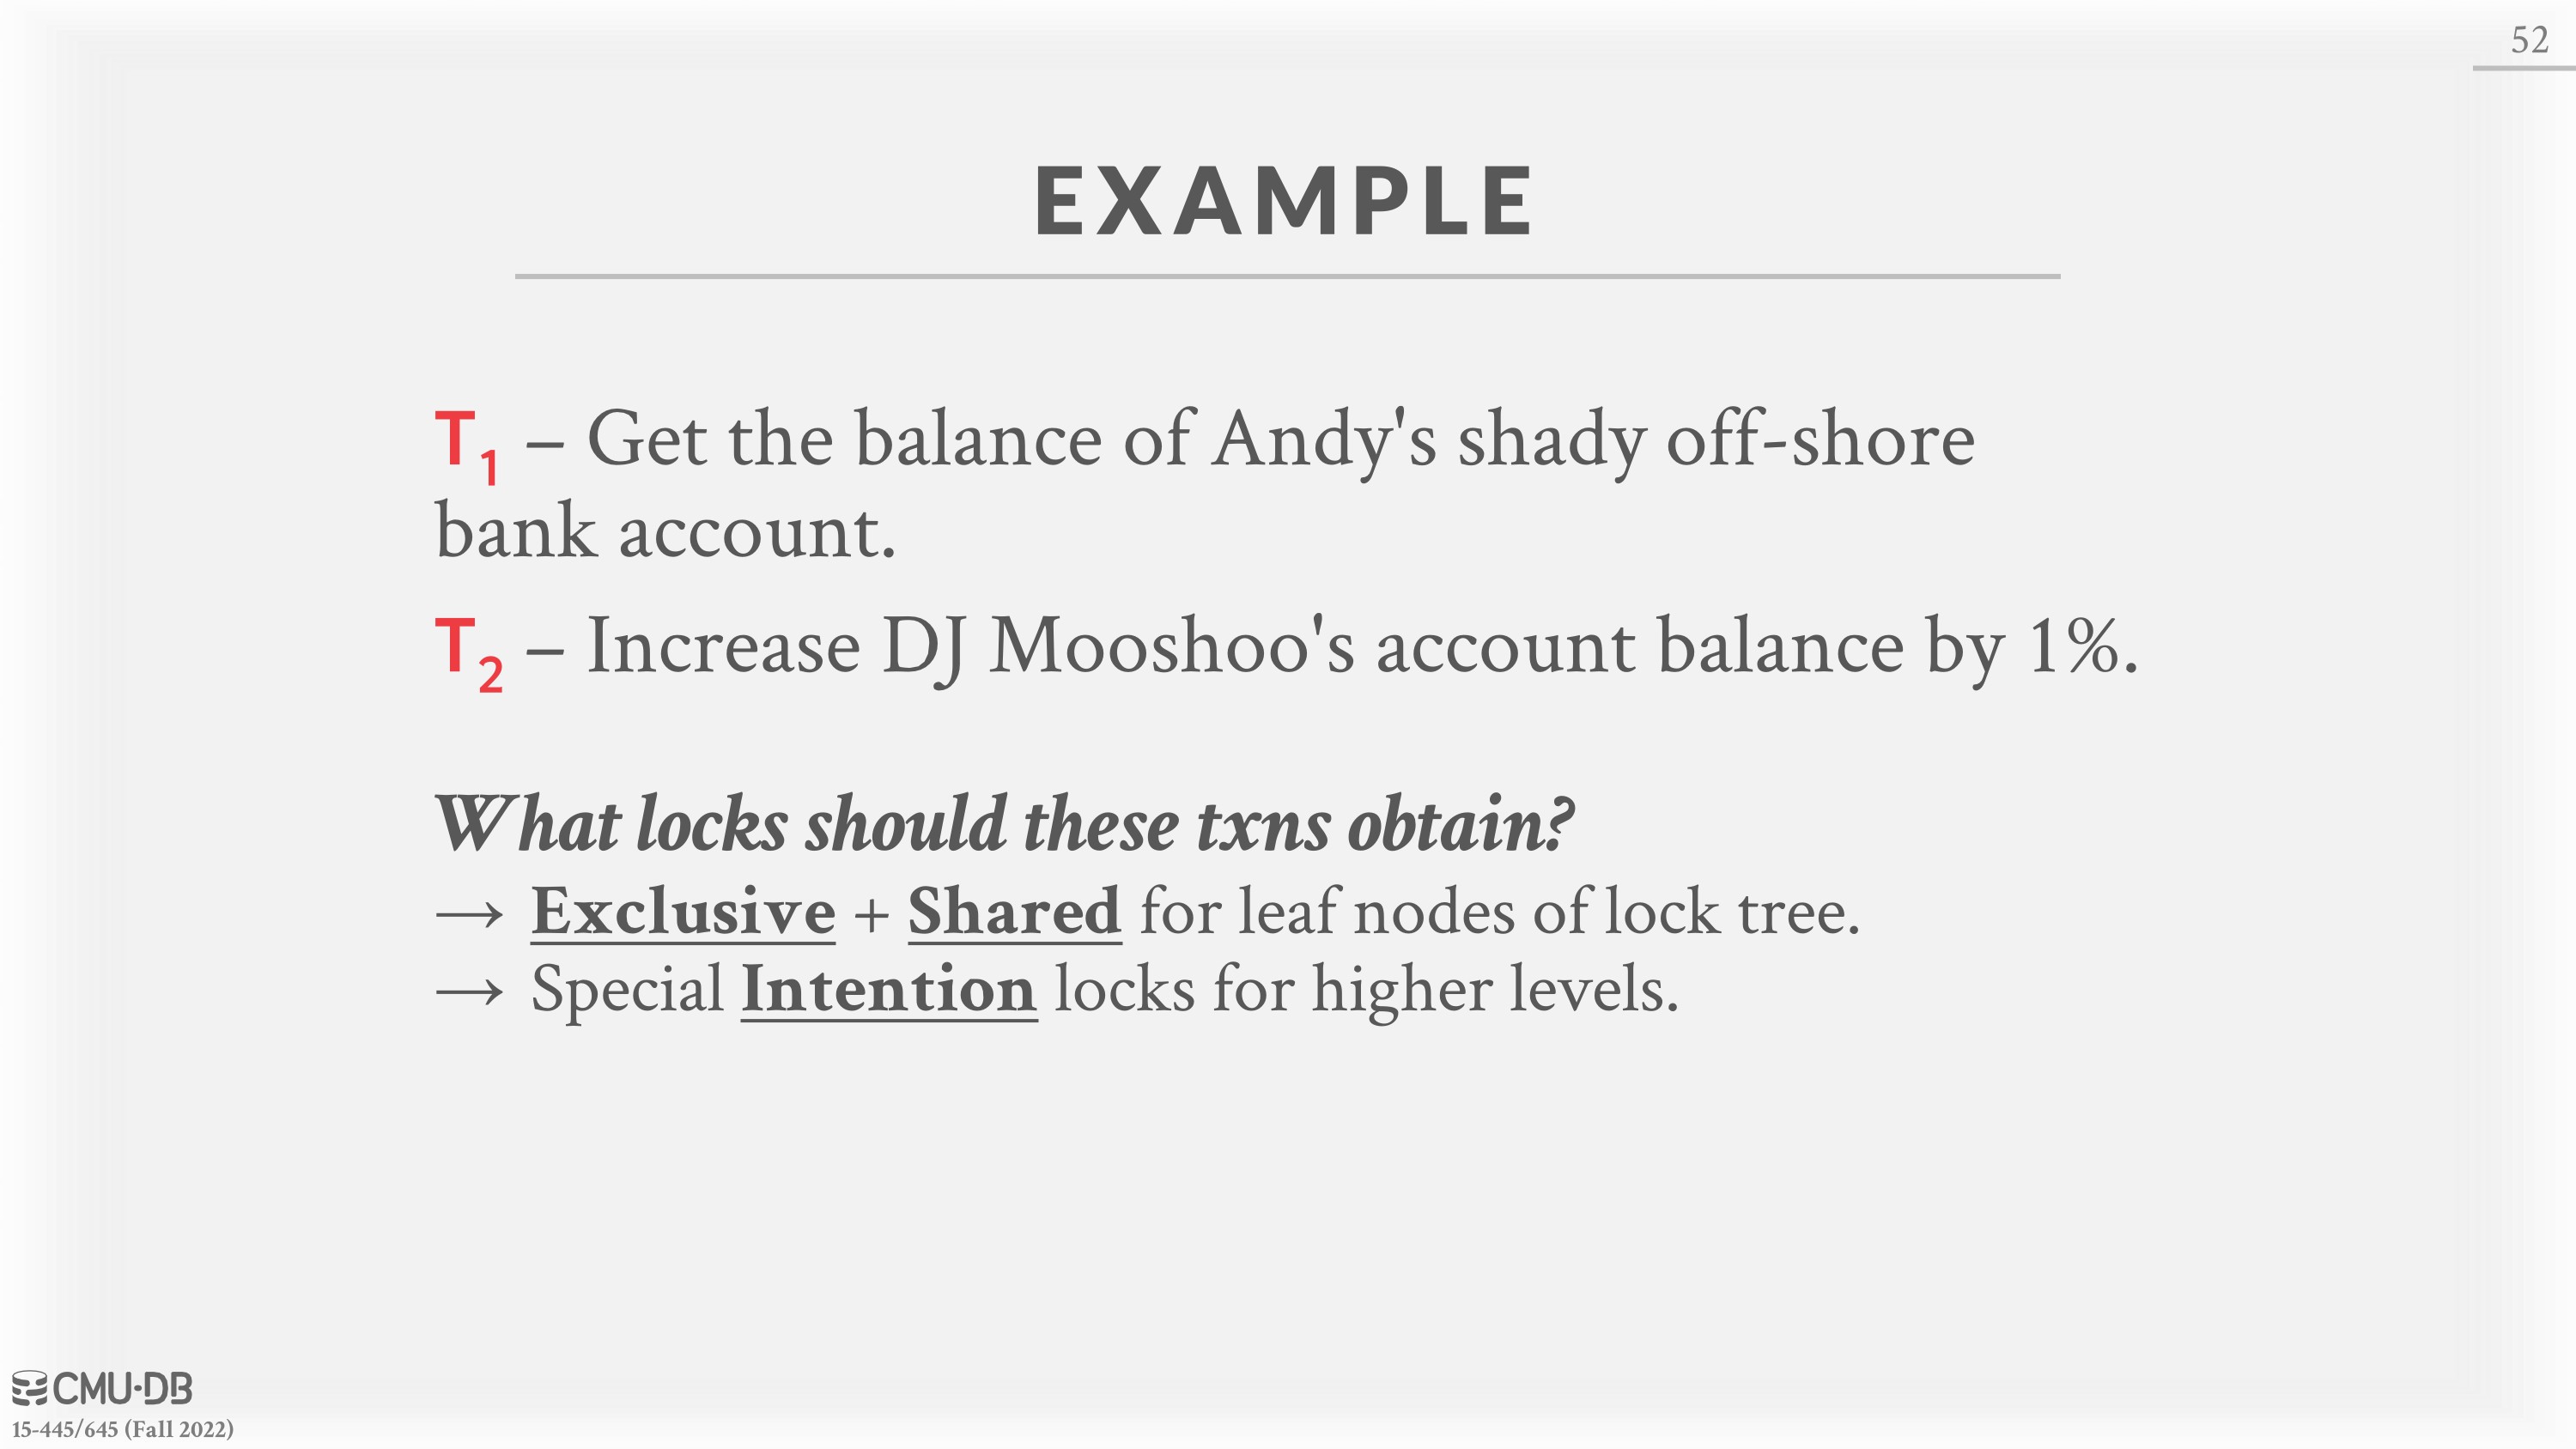 52
EXAMPLE
T1 – Get the balance of Andy's shady off-shore
bank account.
T2 – Increase DJ Mooshoo's account balance by 1%.
What locks should these txns obtain?
→ Exclusive + Shared for leaf nodes of lock tree.
→ Special Intention locks for higher levels.
CMU·DB
15-445/645 (Fall 2022)